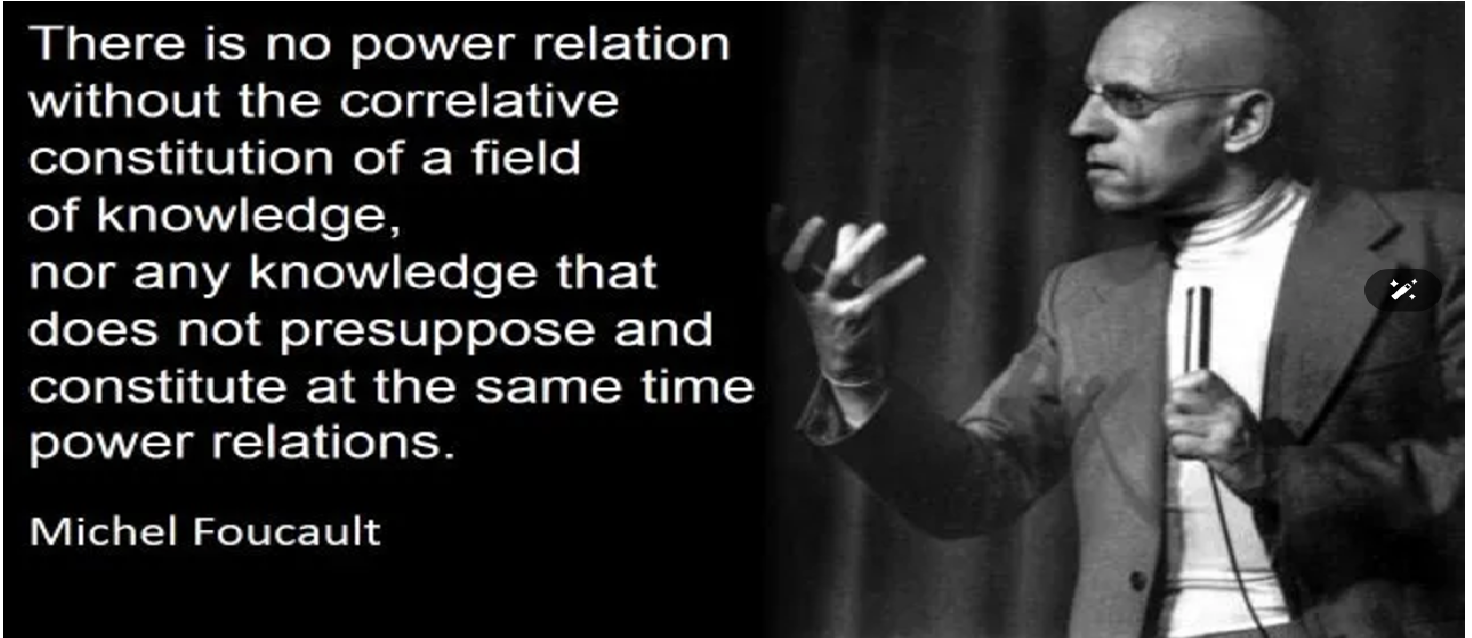 There is no power relation
without the correlative
constitution of a field
of knowledge,
nor any knowledge that
does not presuppose and
constitute at the same time
power relations.
Michel Foucault